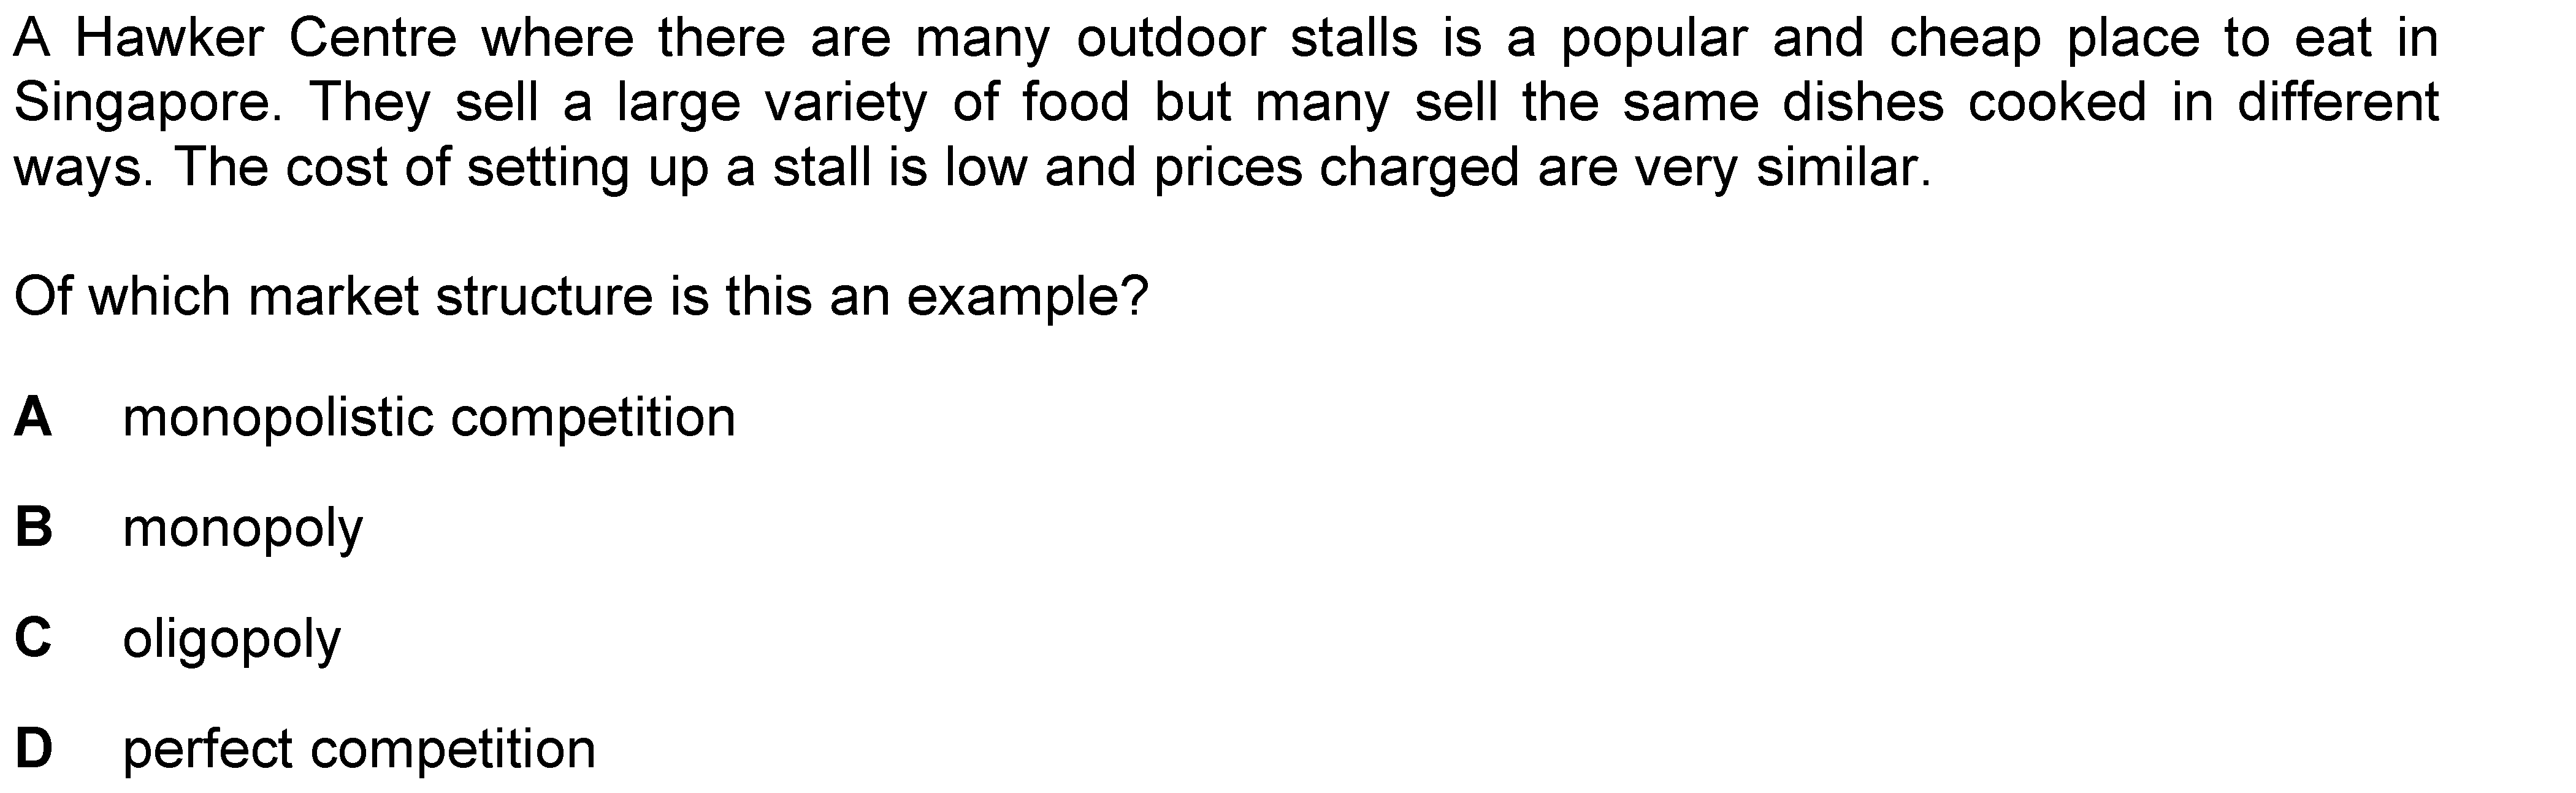 A Hawker Centre where there are many outdoor stalls is a popular and cheap place to eat in
Singapore. They sell a large variety of food but many sell the same dishes cooked in different
ways. The cost of setting up a stall is low and prices charged are very similar.
Of which market structure is this an example?
A monopolistic competition
B monopoly
C oligopoly
D perfect competition